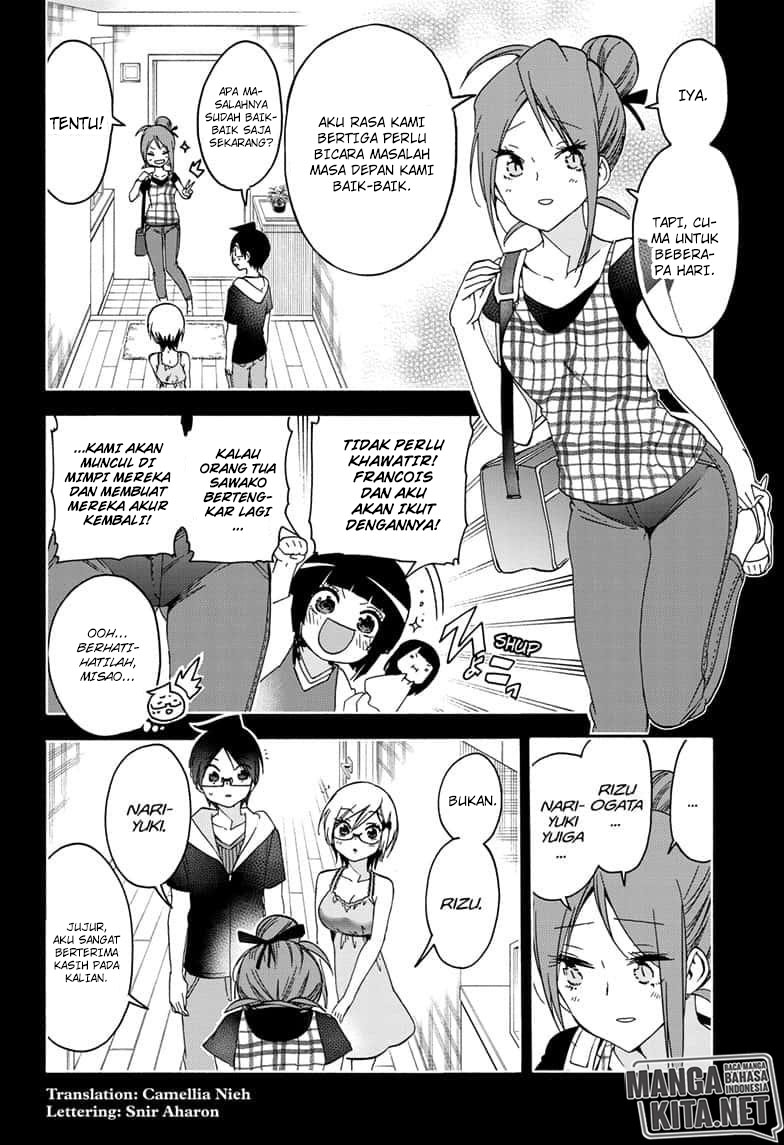 IYA.
TAPI, CU-
MA UNTUK
BEBERA-
PA HARI.
AKU RASA KAMI
BERTIGA PERLU
BICARA MASALAH
MASA DEPAN KAMI
BAIK-BAIK.
APA MA-
SALAHNYA
SUDAH BAIK-
BAIK SAJA
SEKARANG?
TENTU!
TIDAK PERLU
KHAWATIR!
FRANCOIS
DAN AKU
AKAN IKUT
DENGANNYA!
KALAU
ORANG TUA
SAWAKO
BERTENG-
KAR LAGI
...
...KAMI AKAN
MUNCUL DI
MIMPI MEREKA
DAN MEMBUAT
MEREKA AKUR
KEMBALI!
SHUP
OOH...
BERHATI-
HATILAH,
MISAO...
...
RIZU
OGATA
...
NARI-
YUKI
YUIGA
...
BUKAN.
RIZU.
NARI-
YUKI.
JUJUR,
AKU SANGAT
BERTERIMA
KASIH PADA
KALIAN.
Translation: Camellia Nieh
Lettering: Snir Aharon
MANGA
BACA MANGA
BAHASA
INDONESIA
KITA.NET